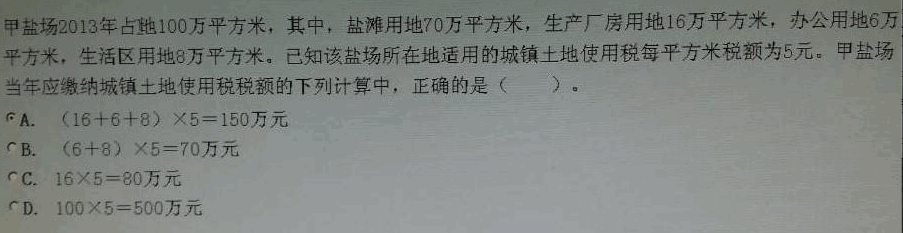 甲盐场2013年占地100万平方米，其中，盐滩用地70万平方米，生产厂房用地16万平方米，办公用地6万
平方米，生活区用地8万平方米。已知该盐场所在地适用的城镇土地使用税每平方米税额为5元。甲盐场
当年应缴纳城镇土地使用税税额的下列计算中，正确的是（　　）。
A. （16＋6＋8）×5＝150万元
B. （6＋8）×5＝70万元
C. 16×5＝80万元
D. 100×5＝500万元